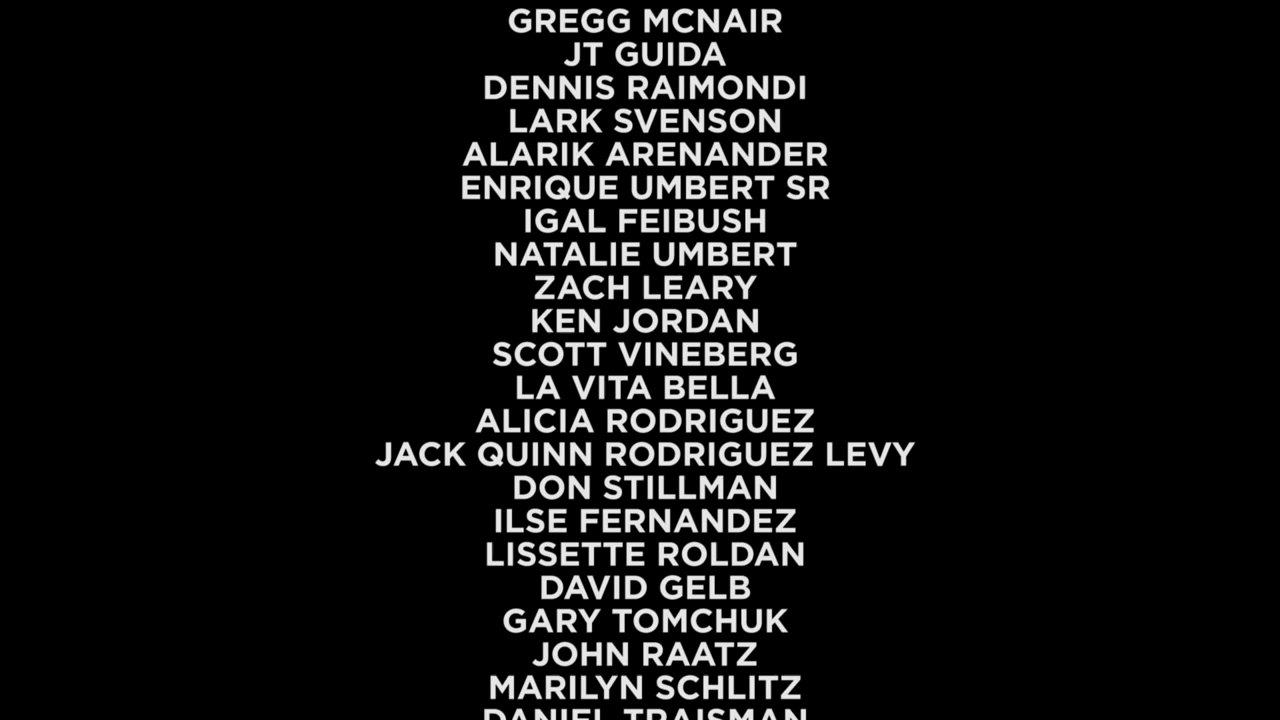 GREGG MCNAIR
JT GUIDA
DENNIS RAIMONDI
LARK SVENSON
ALARIK ARENANDER
ENRIQUE UMBERT SR
IGAL FEIBUSH
NATALIE UMBERT
ZACH LEARY
KEN JORDAN
SCOTT VINEBERG
LA VITA BELLA
ALICIA RODRIGUEZ
JACK QUINN RODRIGUEZ LEVY
DON STILLMAN
ILSE FERNANDEZ
LISSETTE ROLDAN
DAVID GELB
GARY TOMCHUK
JOHN RAATZ
MARILYN SCHLITZ
DANIEL TRAISMAN